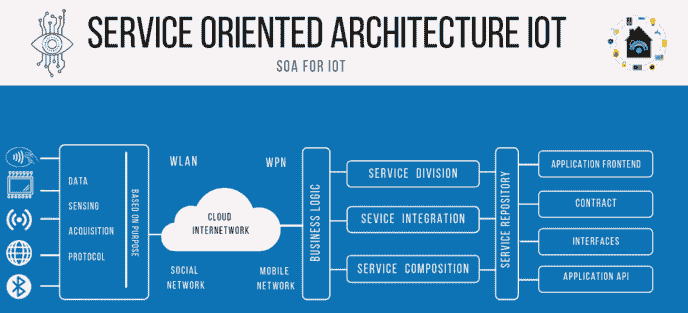 SERVICE ORIENTED ARCHITECTURE IOT
SOA FOR IOT
DATA
SENSING
ACQUISITION
PROTOCOL
BASED ON PURPOSE
WLAN
WPN
CLOUD
INTERNETWORK
SOCIAL
NETWORK
MOBILE
NETWORK
BUSINESS LOGIC
SERVICE DIVISION
SEVICE INTEGRATION
SERVICE COMPOSITION
SERVICE REPOSITORY
APPLICATION FRONTEND
CONTRACT
INTERFACES
APPLICATION API